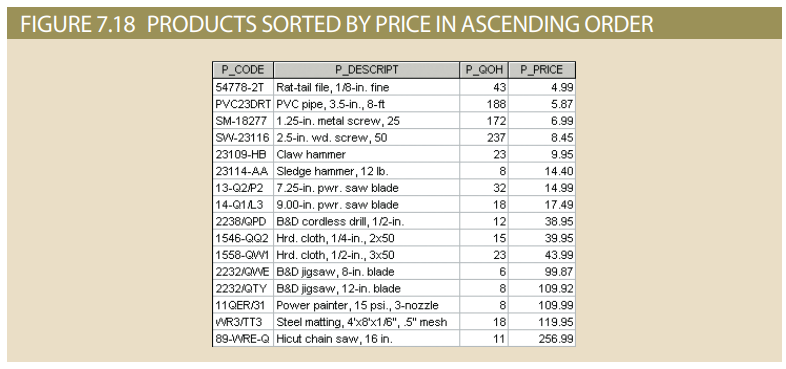 FIGURE 7.18 PRODUCTS SORTED BY PRICE IN ASCENDING ORDER
P_CODE P_DESCRIPT P_QOH P_PRICE
54778-2T Rat-tail file, 1/8-in. fine 43 4.99
PVC23DRT PVC pipe, 3.5-in., 8-ft 188 5.87
SM-18277 1.25-in. metal screw, 25 172 6.99
SW-23116 2.5-in. wd. screw, 50 237 8.45
23109-HB Claw hammer 23 9.95
23114-AA Sledge hammer, 12 lb. 8 14.40
13-Q2/P2 7.25-in. pwr. saw blade 32 14.99
14-Q1/L3 9.00-in. pwr. saw blade 18 17.49
2238/QPD B&D cordless drill, 1/2-in. 12 38.95
1546-QQ2 Hrd. cloth, 1/4-in., 2x50 15 39.95
1558-QW1 Hrd. cloth, 1/2-in., 3x50 23 43.99
2232/QWE B&D jigsaw, 8-in. blade 6 99.87
2232/QTY B&D jigsaw, 12-in. blade 8 109.92
11QER/31 Power painter, 15 psi., 3-nozzle 8 109.99
WR3/TT3 Steel matting, 4'x8'x1/6", .5" mesh 18 119.95
89-WRE-Q Hicut chain saw, 16 in. 11 256.99